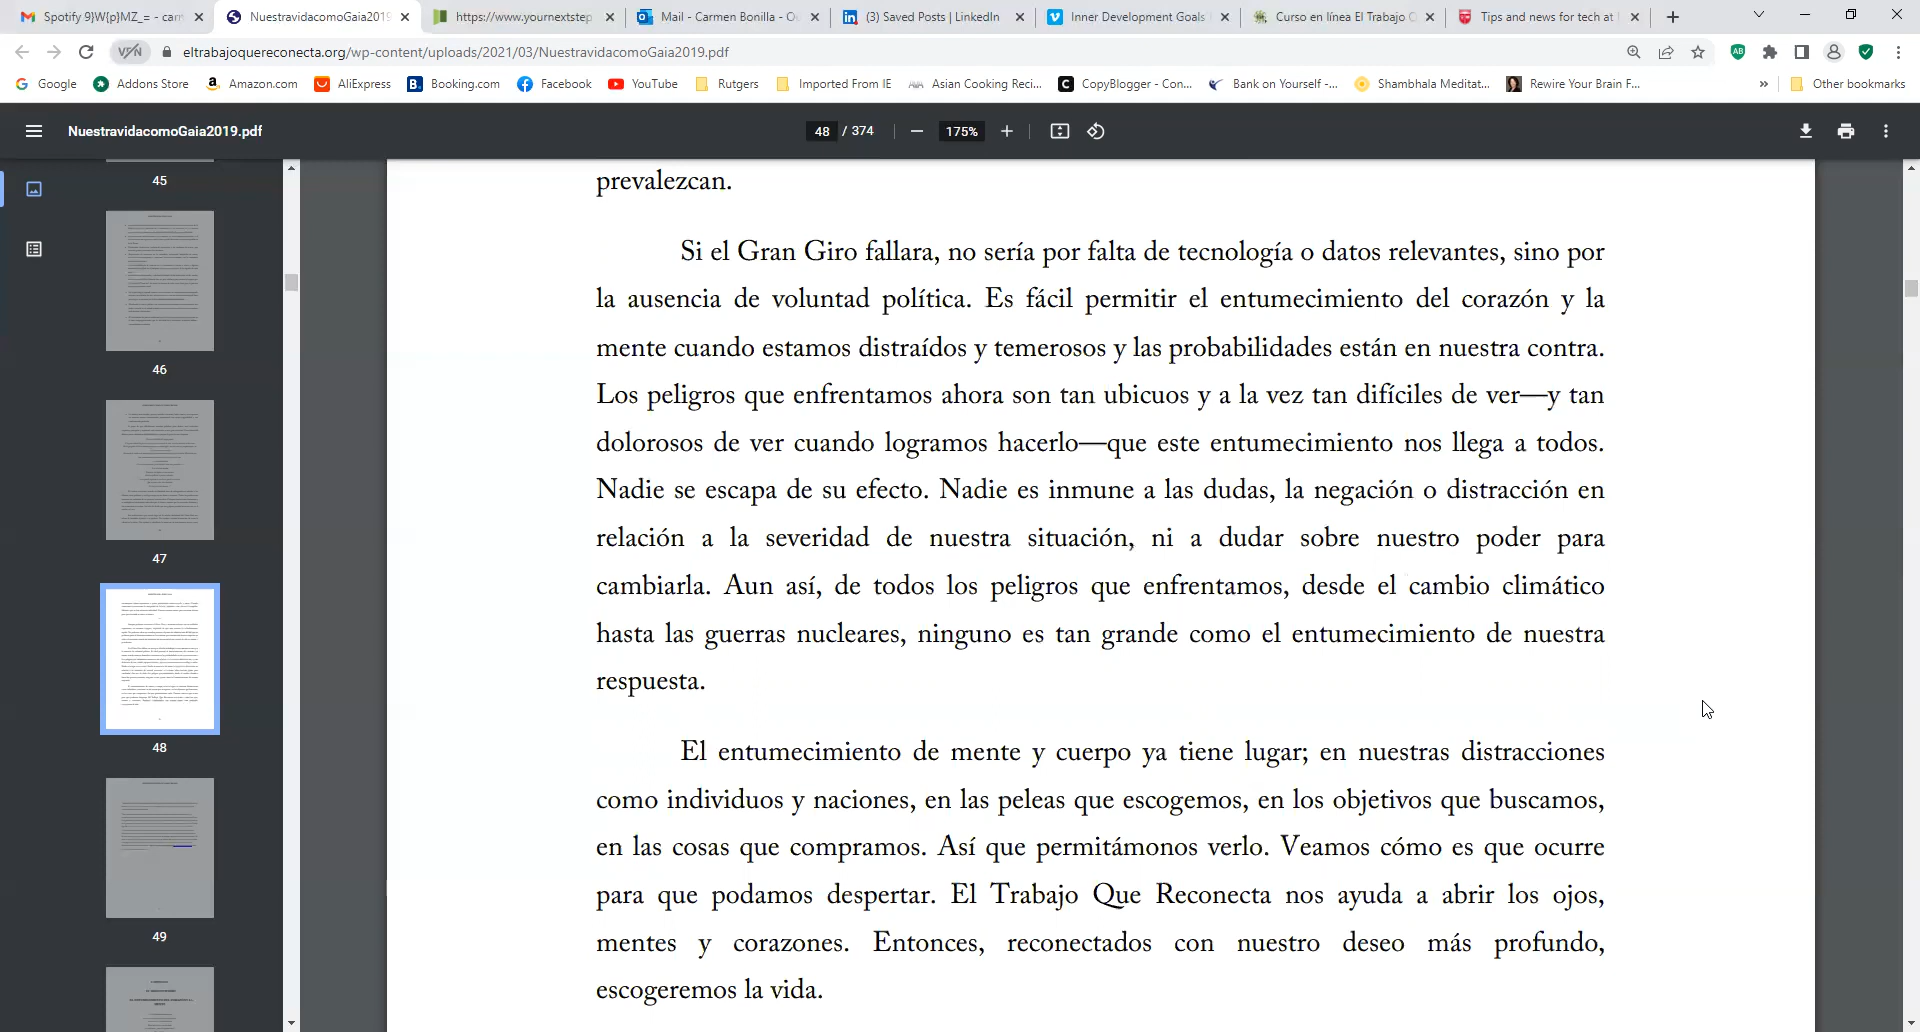 Spotify 9}W{p}MZ_= - carr
NuestravidacomoGaia2019
https://www.yournextstep
Mail - Carmen Bonilla - O
(3) Saved Posts | LinkedIn
Inner Development Goals
Curso en línea El Trabajo
Tips and news for tech at
VPN
eltrabajoquereconecta.org/wp-content/uploads/2021/03/NuestravidacomoGaia2019.pdf
Google
Addons Store
Amazon.com
AliExpress
Booking.com
Facebook
YouTube
Rutgers
Imported From IE
Asian Cooking Reci...
CopyBlogger - Con...
Bank on Yourself -...
Shambhala Meditat...
Rewire Your Brain F...
»
Other bookmarks
NuestravidacomoGaia2019.pdf
48 / 374
175%
45
46
47
48
49
prevalezcan.
Si el Gran Giro fallara, no sería por falta de tecnología o datos relevantes, sino por
la ausencia de voluntad política. Es fácil permitir el entumecimiento del corazón y la
mente cuando estamos distraídos y temerosos y las probabilidades están en nuestra contra.
Los peligros que enfrentamos ahora son tan ubicuos y a la vez tan difíciles de ver—y tan
dolorosos de ver cuando logramos hacerlo—que este entumecimiento nos llega a todos.
Nadie se escapa de su efecto. Nadie es inmune a las dudas, la negación o distracción en
relación a la severidad de nuestra situación, ni a dudar sobre nuestro poder para
cambiarla. Aun así, de todos los peligros que enfrentamos, desde el cambio climático
hasta las guerras nucleares, ninguno es tan grande como el entumecimiento de nuestra
respuesta.
El entumecimiento de mente y cuerpo ya tiene lugar; en nuestras distracciones
como individuos y naciones, en las peleas que escogemos, en los objetivos que buscamos,
en las cosas que compramos. Así que permitámonos verlo. Veamos cómo es que ocurre
para que podamos despertar. El Trabajo Que Reconecta nos ayuda a abrir los ojos,
mentes y corazones. Entonces, reconectados con nuestro deseo más profundo,
escogeremos la vida.